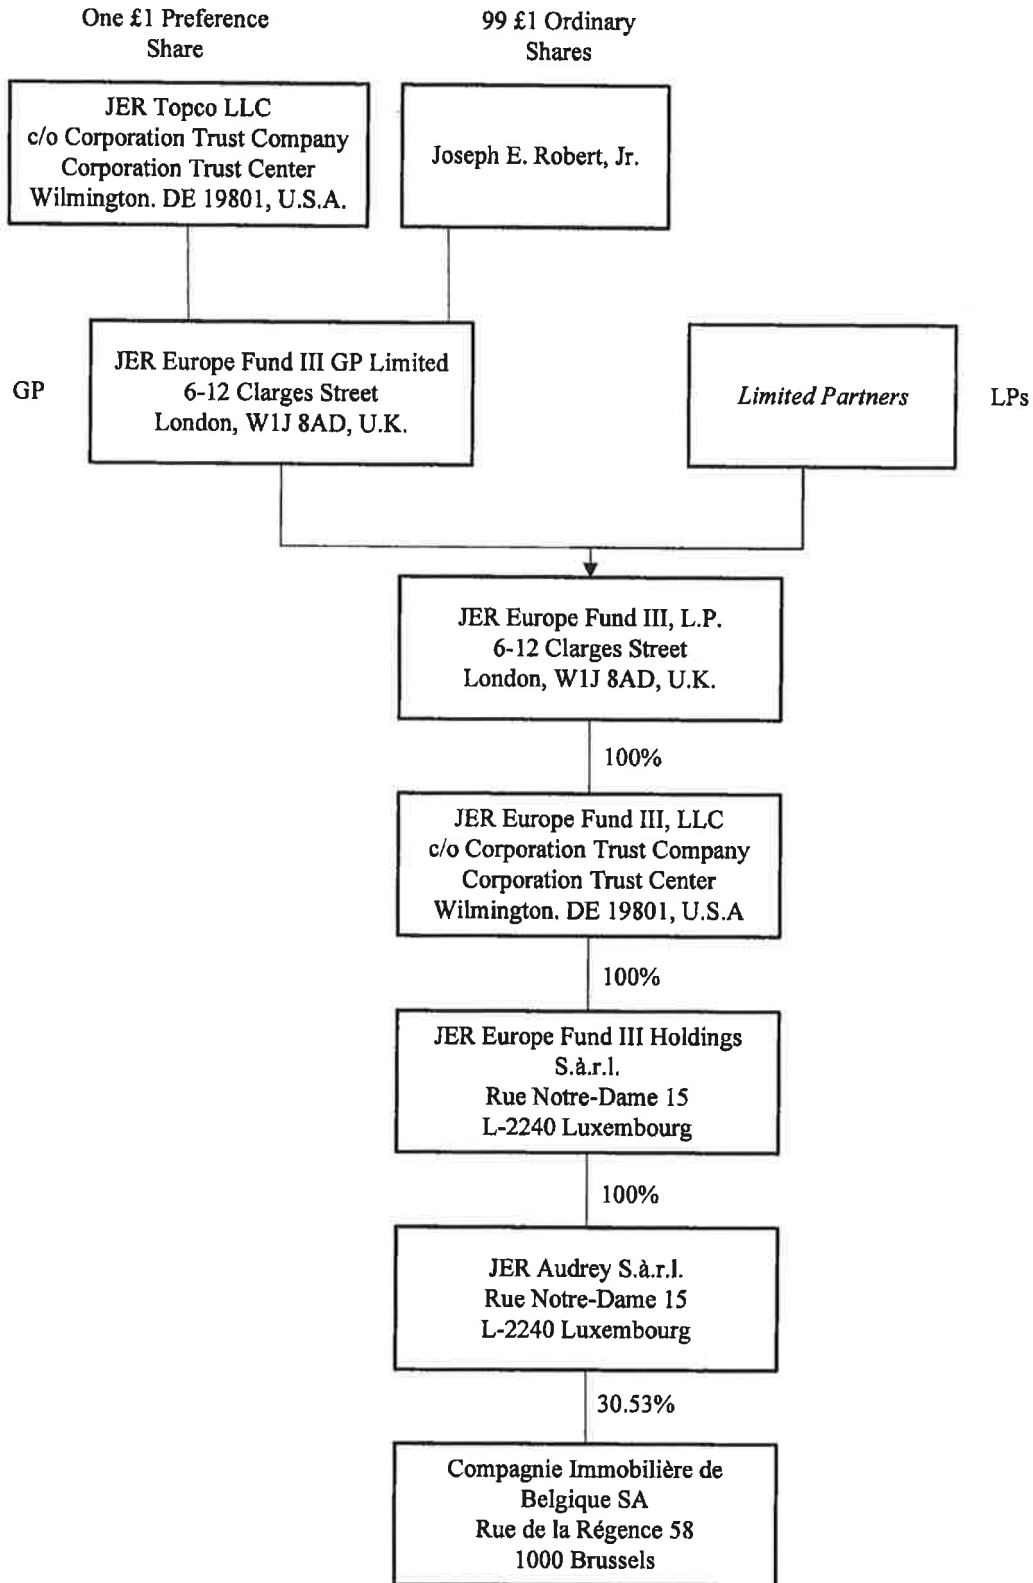 One £1 Preference
Share
99 £1 Ordinary
Shares
JER Topco LLC
c/o Corporation Trust Company
Corporation Trust Center
Wilmington. DE 19801, U.S.A.
Joseph E. Robert, Jr.
GP
JER Europe Fund III GP Limited
6-12 Clarges Street
London, W1J 8AD, U.K.
Limited Partners
LPs
JER Europe Fund III, L.P.
6-12 Clarges Street
London, W1J 8AD, U.K.
100%
JER Europe Fund III, LLC
c/o Corporation Trust Company
Corporation Trust Center
Wilmington. DE 19801, U.S.A
100%
JER Europe Fund III Holdings
S.à.r.l.
Rue Notre-Dame 15
L-2240 Luxembourg
100%
JER Audrey S.à.r.l.
Rue Notre-Dame 15
L-2240 Luxembourg
30.53%
Compagnie Immobilière de
Belgique SA
Rue de la Régence 58
1000 Brussels